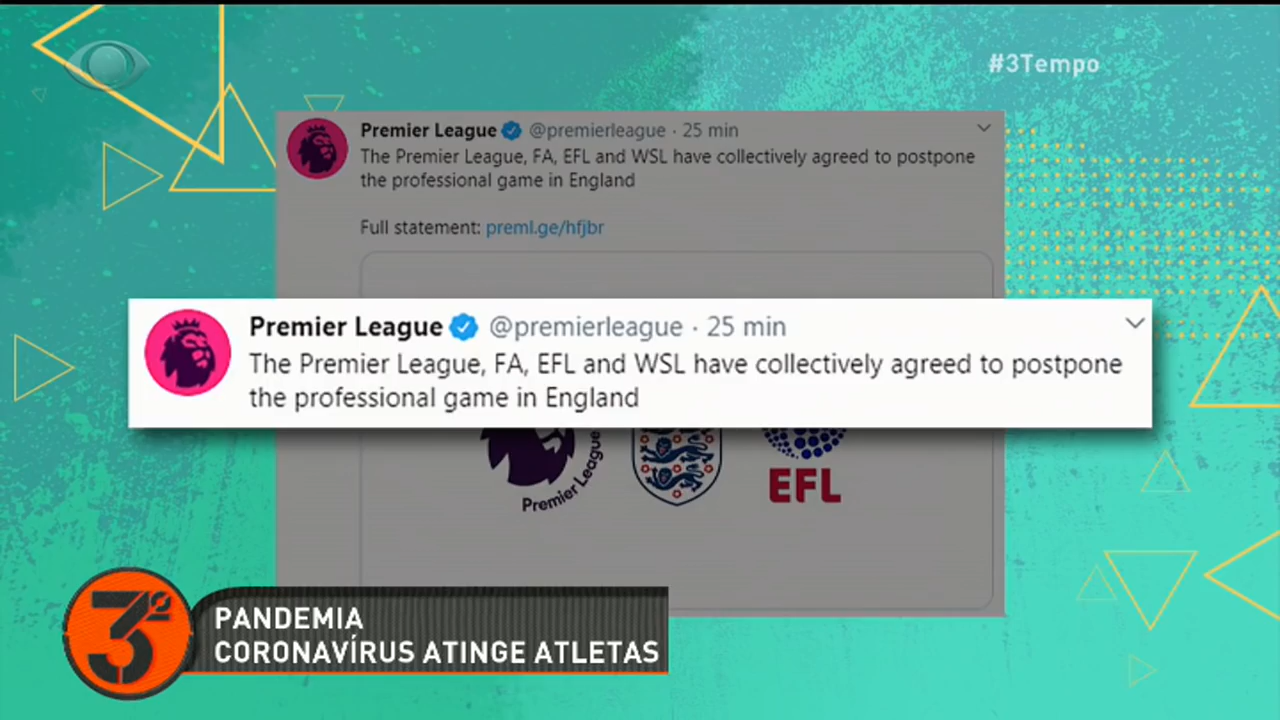 #3Tempo
Premier League @premierleague · 25 min
The Premier League, FA, EFL and WSL have collectively agreed to postpone
the professional game in England
Full statement: preml.ge/hfjbr
Premier League @premierleague · 25 min
The Premier League, FA, EFL and WSL have collectively agreed to postpone
the professional game in England
Premier League
EFL
3º
PANDEMIA
CORONAVÍRUS ATINGE ATLETAS